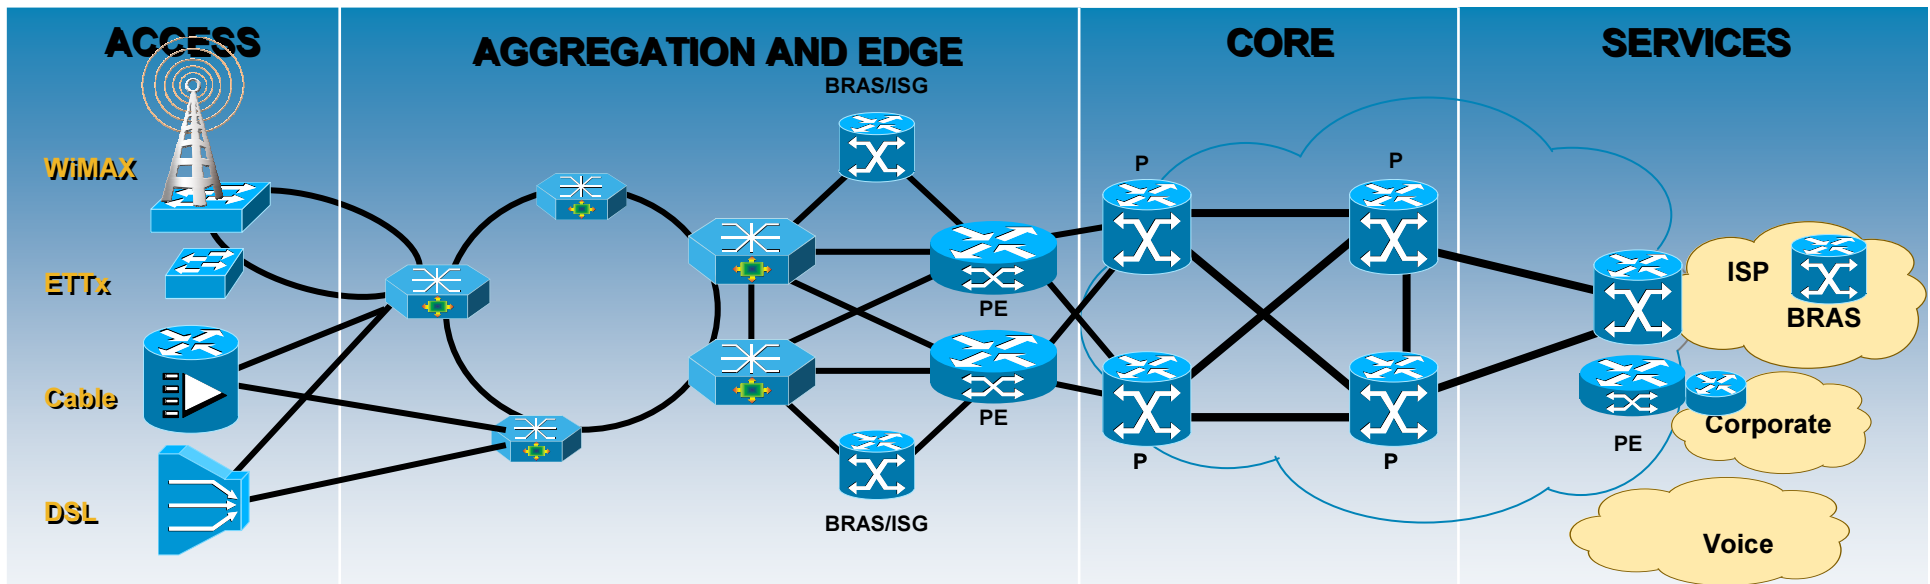 ACCESS
AGGREGATION AND EDGE
CORE
SERVICES
WiMAX
ETTx
Cable
DSL
BRAS/ISG
PE
PE
BRAS/ISG
P
P
P
P
ISP
BRAS
PE
Corporate
Voice